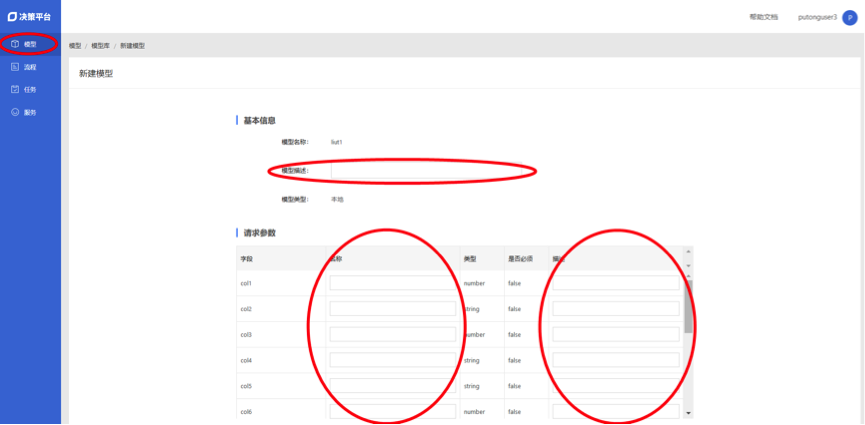 决策平台
帮助文档 putonguser3 P
模型
模型 / 模型库 / 新建模型
流程
新建模型
任务
服务
基本信息
模型名称: liut1
模型描述:
模型类型: 本地
请求参数
字段 名称 类型 是否必须 描述
col1 number false
col2 string false
col3 number false
col4 string false
col5 string false
col6 number false